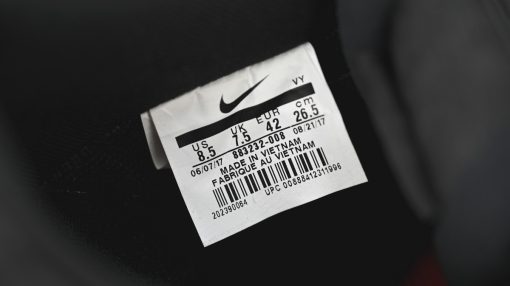 VY
US UK EUR cm
8.5 7.5 42 26.5
06/07/17 883232-008 08/21/17
MADE IN VIETNAM
FABRIQUE AU VIETNAM
202390064 UPC 00888412311996